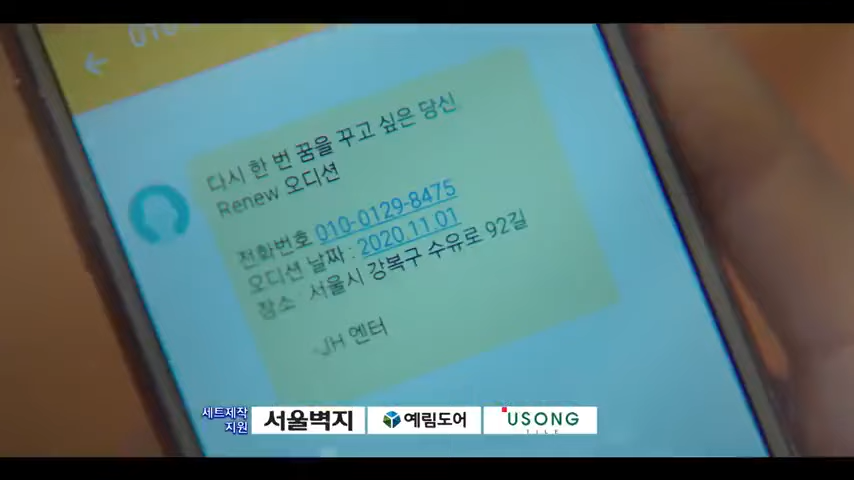 다시 한 번 꿈을 꾸고 싶은 당신
Renew 오디션
전화번호 010-0129-8475
오디션 날짜 : 2020.11.01
장소 : 서울시 강복구 수유로 92길
JH 엔터
세트제작
지원
서울벽지
예림도어
USONG
TILE